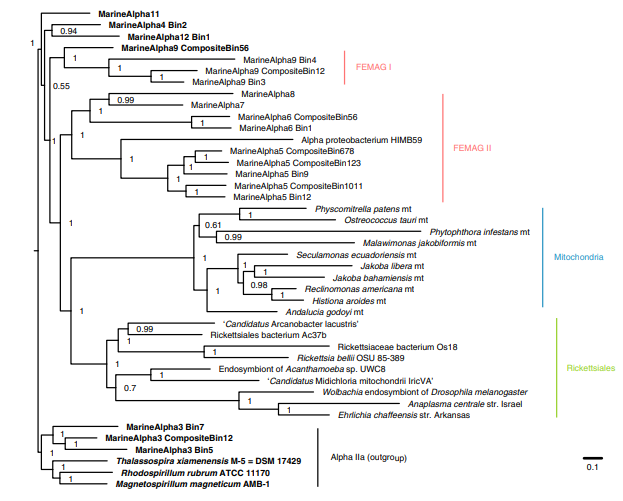 MarineAlpha11
1
MarineAlpha4 Bin2
0.94
MarineAlpha12 Bin1
MarineAlpha9 CompositeBin56
1
MarineAlpha9 Bin4
1
MarineAlpha9 CompositeBin12
FEMAG I
1
MarineAlpha9 Bin3
0.55
MarineAlpha8
0.99
MarineAlpha7
1
MarineAlpha6 CompositeBin56
1
MarineAlpha6 Bin1
1
1
Alpha proteobacterium HIMB59
FEMAG II
MarineAlpha5 CompositeBin678
1
1
MarineAlpha5 CompositeBin123
1
MarineAlpha5 Bin9
1
MarineAlpha5 CompositeBin1011
1
MarineAlpha5 Bin12
Physcomitrella patens mt
1
Ostreococcus tauri mt
1
0.61
Phytophthora infestans mt
0.99
Malawimonas jakobiformis mt
1
Seculamonas ecuadoriensis mt
Mitochondria
1
Jakoba libera mt
1
1
Jakoba bahamiensis mt
0.98
Reclinomonas americana mt
1
1
Histiona aroides mt
Andalucia godoyi mt
1
'Candidatus Arcanobacter lacustris'
0.99
Rickettsiales bacterium Ac37b
1
Rickettsiaceae bacterium Os18
1
Rickettsia bellii OSU 85-389
1
Endosymbiont of Acanthamoeba sp. UWC8
Rickettsiales
1
'Candidatus Midichloria mitochondrii IricVA'
0.7
Wolbachia endosymbiont of Drosophila melanogaster
1
Anaplasma centrale str. Israel
1
Ehrlichia chaffeensis str. Arkansas
MarineAlpha3 Bin7
1
MarineAlpha3 CompositeBin12
1
MarineAlpha3 Bin5
Alpha IIa (outgroup)
1
Thalassospira xiamenensis M-5 = DSM 17429
1
Rhodospirillum rubrum ATCC 11170
1
Magnetospirillum magneticum AMB-1
0.1